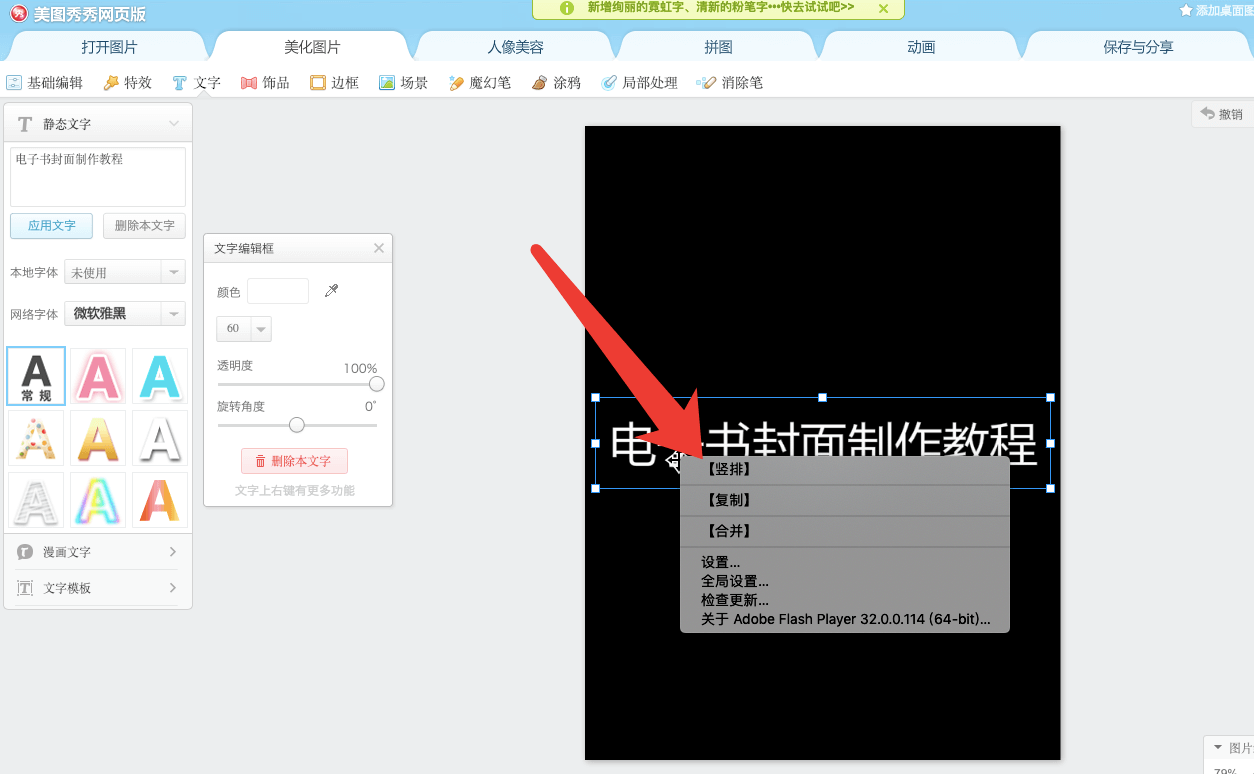 美图秀秀网页版
新增绚丽的霓虹字、清新的粉笔字•••快去试试吧>>
添加桌面图
打开图片
美化图片
人像美容
拼图
动画
保存与分享
基础编辑
特效
文字
饰品
边框
场景
魔幻笔
涂鸦
局部处理
消除笔
撤销
静态文字
电子书封面制作教程
应用文字
删除本文字
本地字体
未使用
网络字体
微软雅黑
A
常规
A
A
A
A
A
A
A
A
漫画文字
文字模板
文字编辑框
颜色
60
透明度
100%
旋转角度
0°
删除本文字
文字上右键有更多功能
电子书封面制作教程
【竖排】
【复制】
【合并】
设置...
全局设置...
检查更新...
关于 Adobe Flash Player 32.0.0.114 (64-bit)...
图片
79%